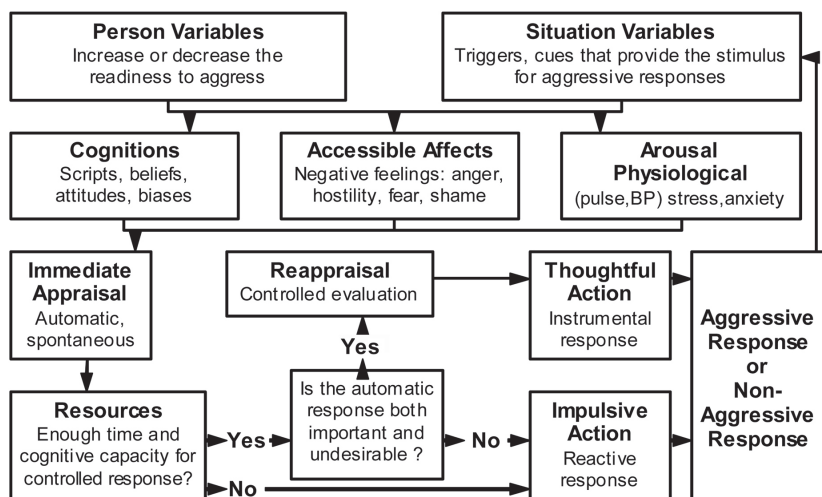 Person Variables
Increase or decrease the
readiness to aggress
Situation Variables
Triggers, cues that provide the stimulus
for aggressive responses
Cognitions
Scripts, beliefs,
attitudes, biases
Accessible Affects
Negative feelings: anger,
hostility, fear, shame
Arousal
Physiological
(pulse,BP) stress,anxiety
Immediate
Appraisal
Automatic,
spontaneous
Reappraisal
Controlled evaluation
Thoughtful
Action
Instrumental
response
Aggressive
Response
or
Non-
Aggressive
Response
Yes
Resources
Enough time and
cognitive capacity for
controlled response?
Yes
Is the automatic
response both
important and
undesirable ?
No
Impulsive
Action
Reactive
response
No